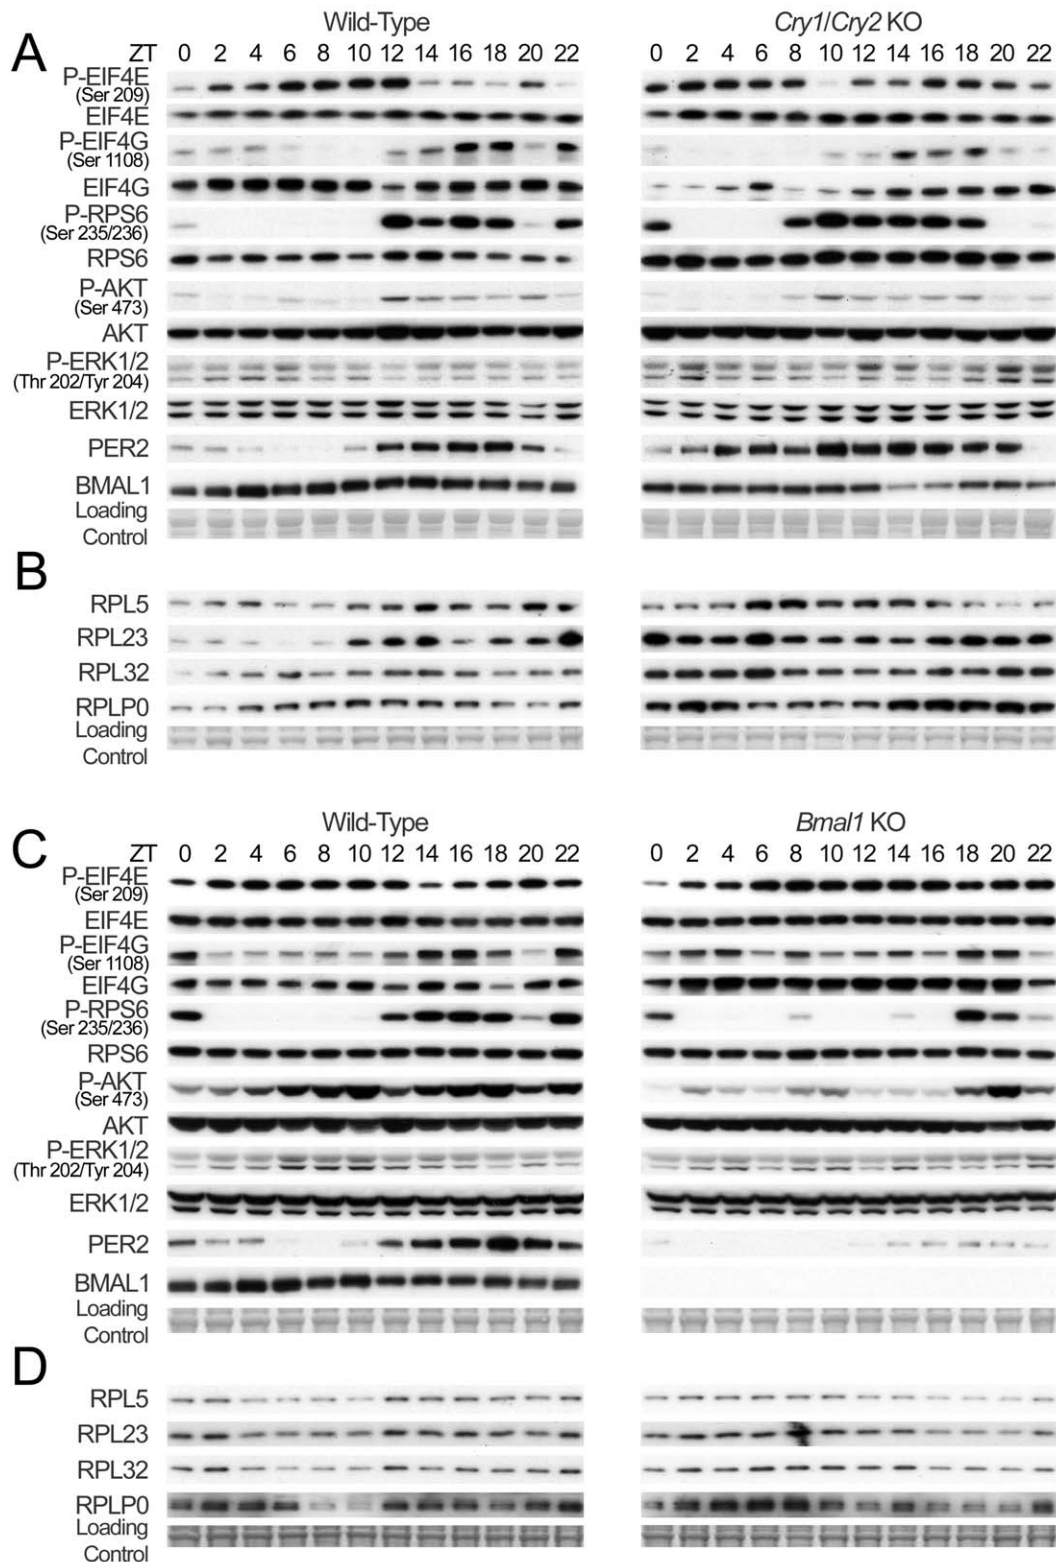 Wild-Type Cry1/Cry2 KO
A
ZT 0 2 4 6 8 10 12 14 16 18 20 22 0 2 4 6 8 10 12 14 16 18 20 22
P-EIF4E
(Ser 209)
EIF4E
P-EIF4G
(Ser 1108)
EIF4G
P-RPS6
(Ser 235/236)
RPS6
P-AKT
(Ser 473)
AKT
P-ERK1/2
(Thr 202/Tyr 204)
ERK1/2
PER2
BMAL1
Loading
Control
B
RPL5
RPL23
RPL32
RPLP0
Loading
Control
Wild-Type Bmal1 KO
C
ZT 0 2 4 6 8 10 12 14 16 18 20 22 0 2 4 6 8 10 12 14 16 18 20 22
P-EIF4E
(Ser 209)
EIF4E
P-EIF4G
(Ser 1108)
EIF4G
P-RPS6
(Ser 235/236)
RPS6
P-AKT
(Ser 473)
AKT
P-ERK1/2
(Thr 202/Tyr 204)
ERK1/2
PER2
BMAL1
Loading
Control
D
RPL5
RPL23
RPL32
RPLP0
Loading
Control